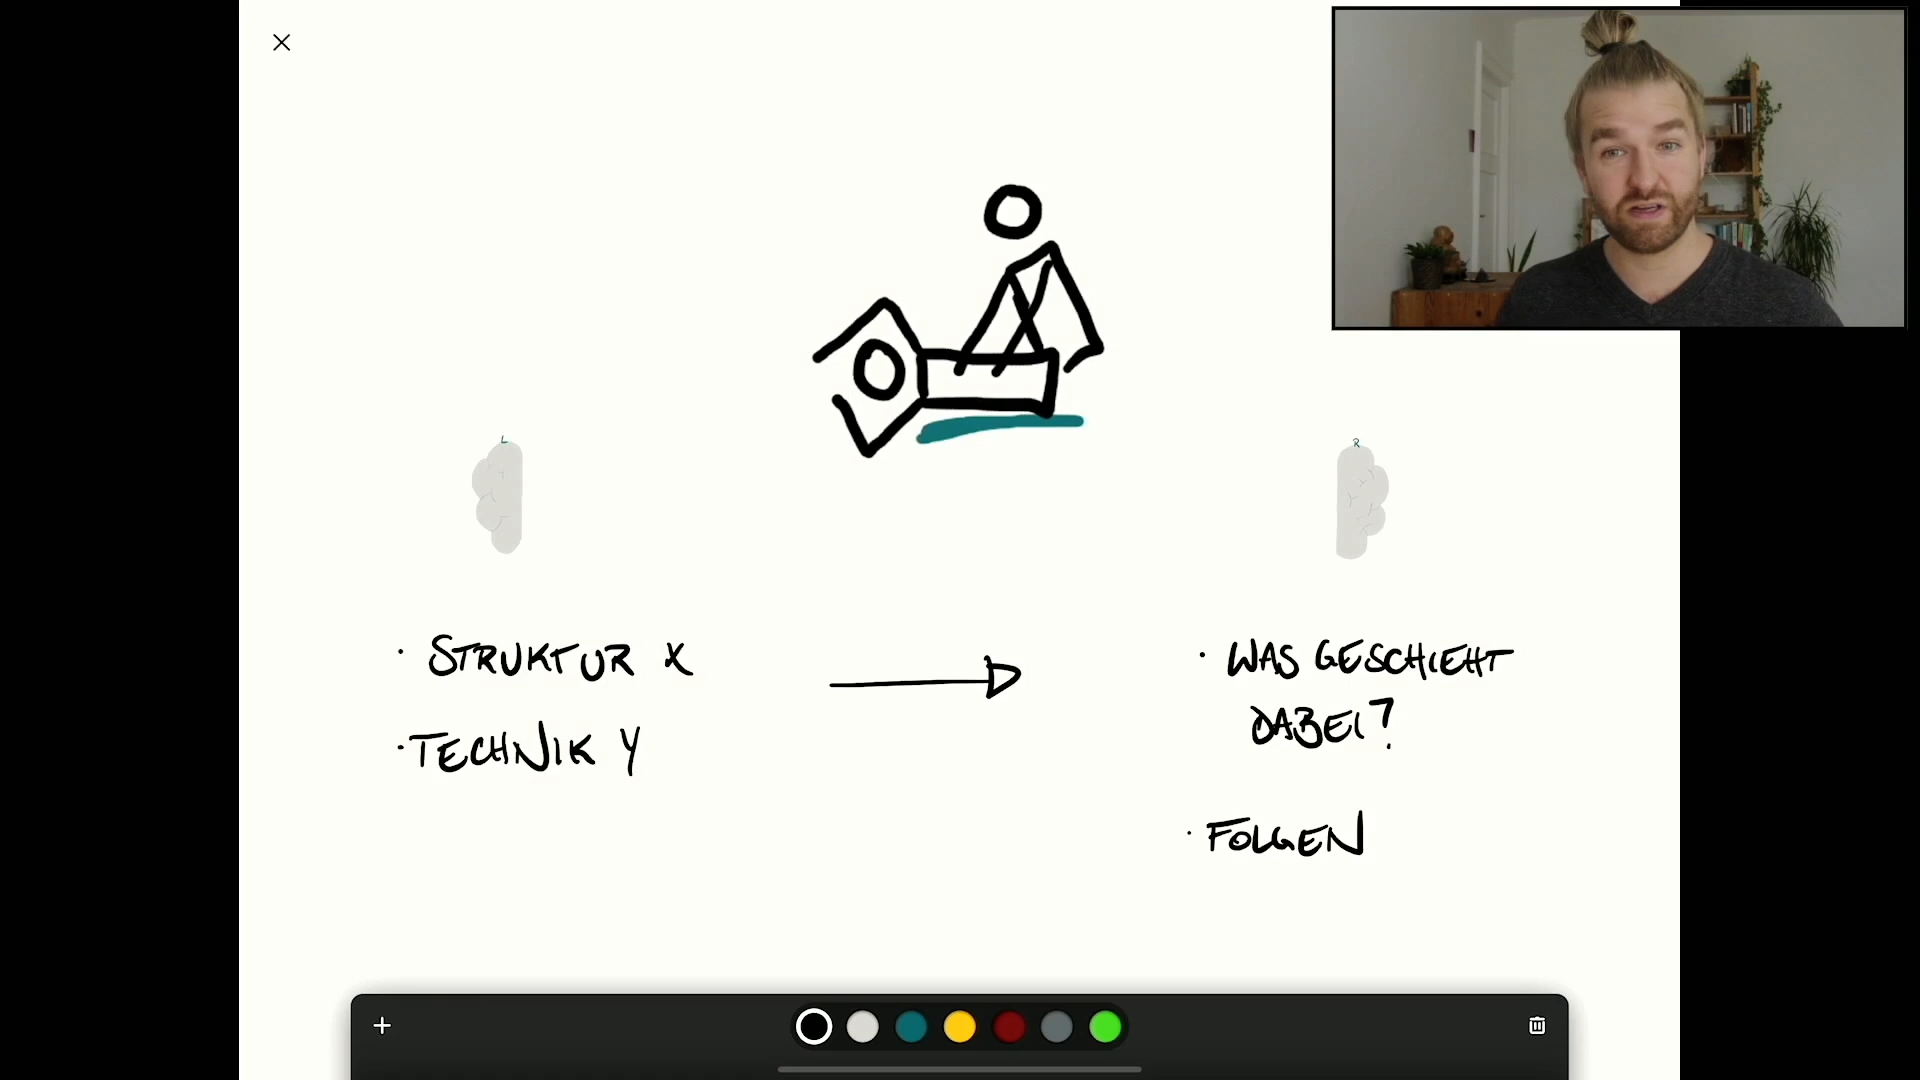 L
R
· STRUKTUR X
· TECHNIK Y
· WAS GESCHIEHT
DABEI?
· FOLGEN